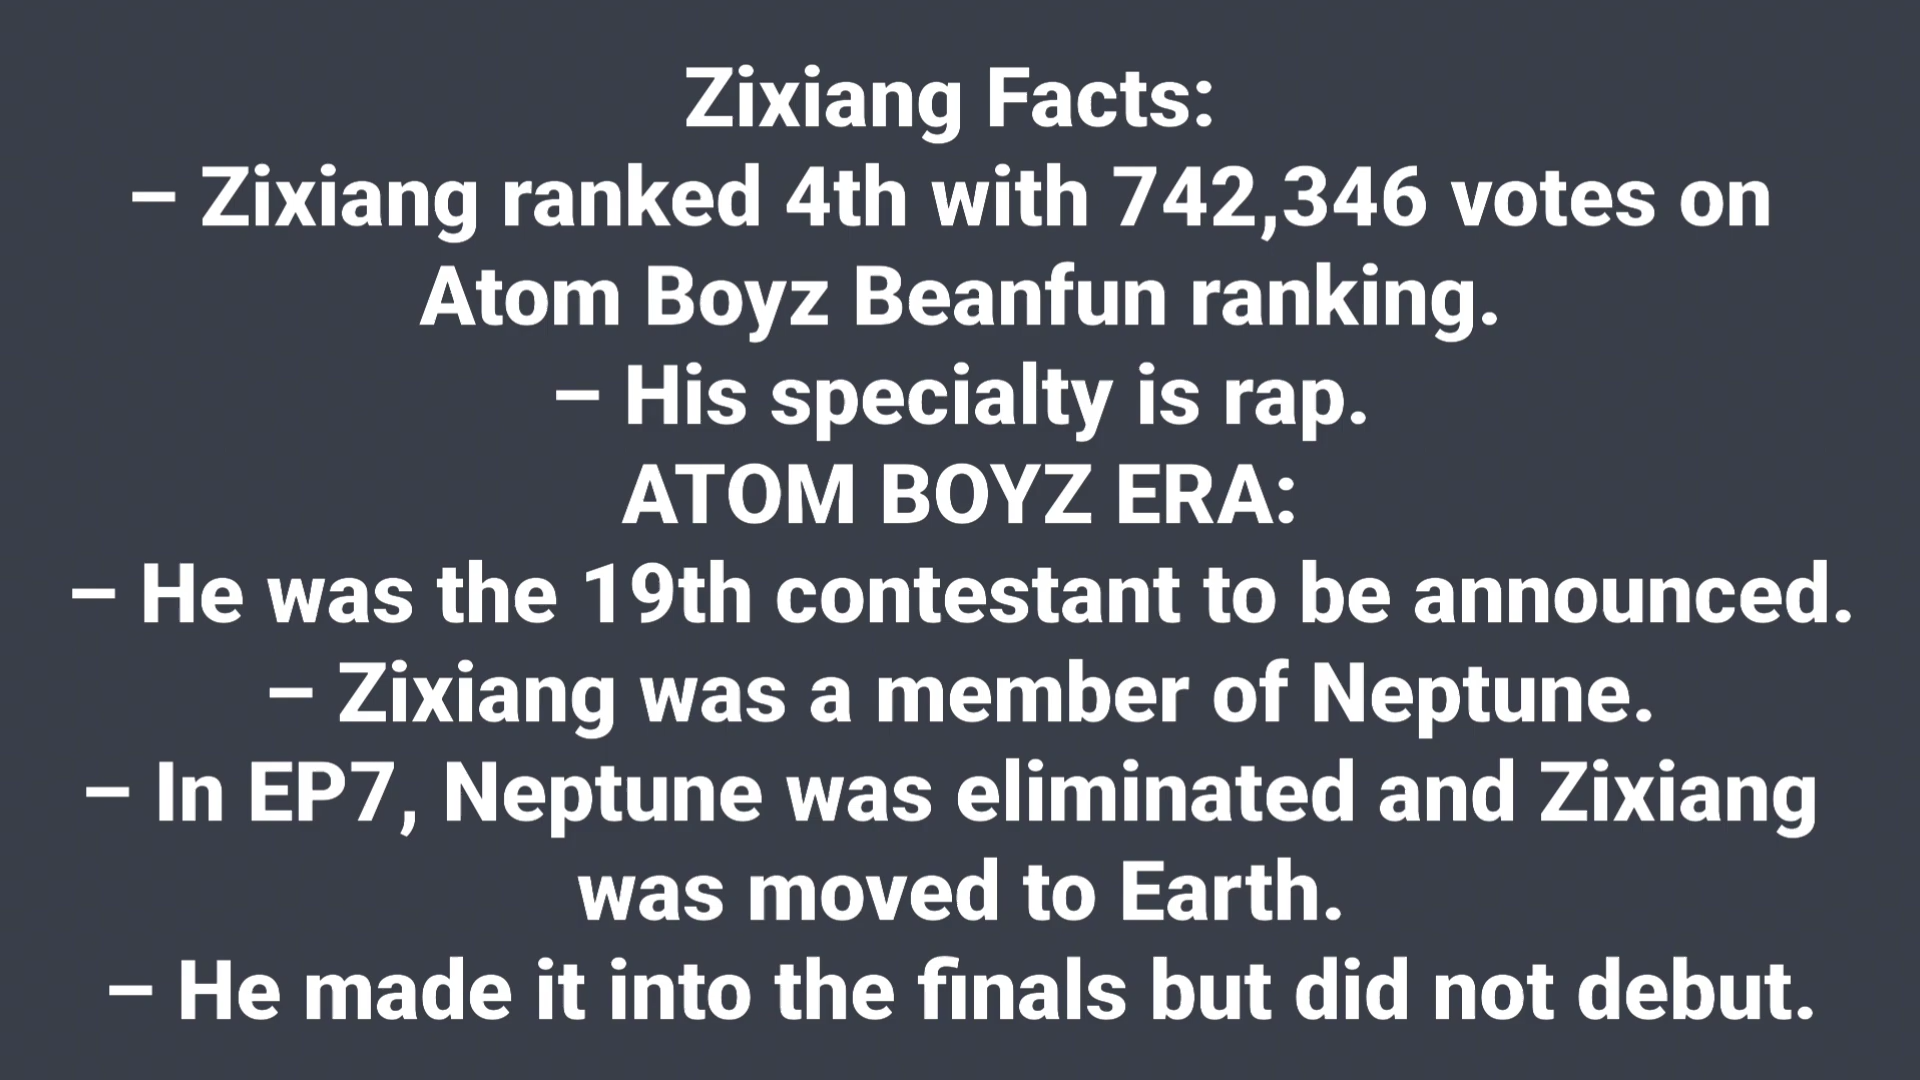 Zixiang Facts:
– Zixiang ranked 4th with 742,346 votes on
Atom Boyz Beanfun ranking.
– His specialty is rap.
ATOM BOYZ ERA:
– He was the 19th contestant to be announced.
– Zixiang was a member of Neptune.
– In EP7, Neptune was eliminated and Zixiang
was moved to Earth.
– He made it into the finals but did not debut.